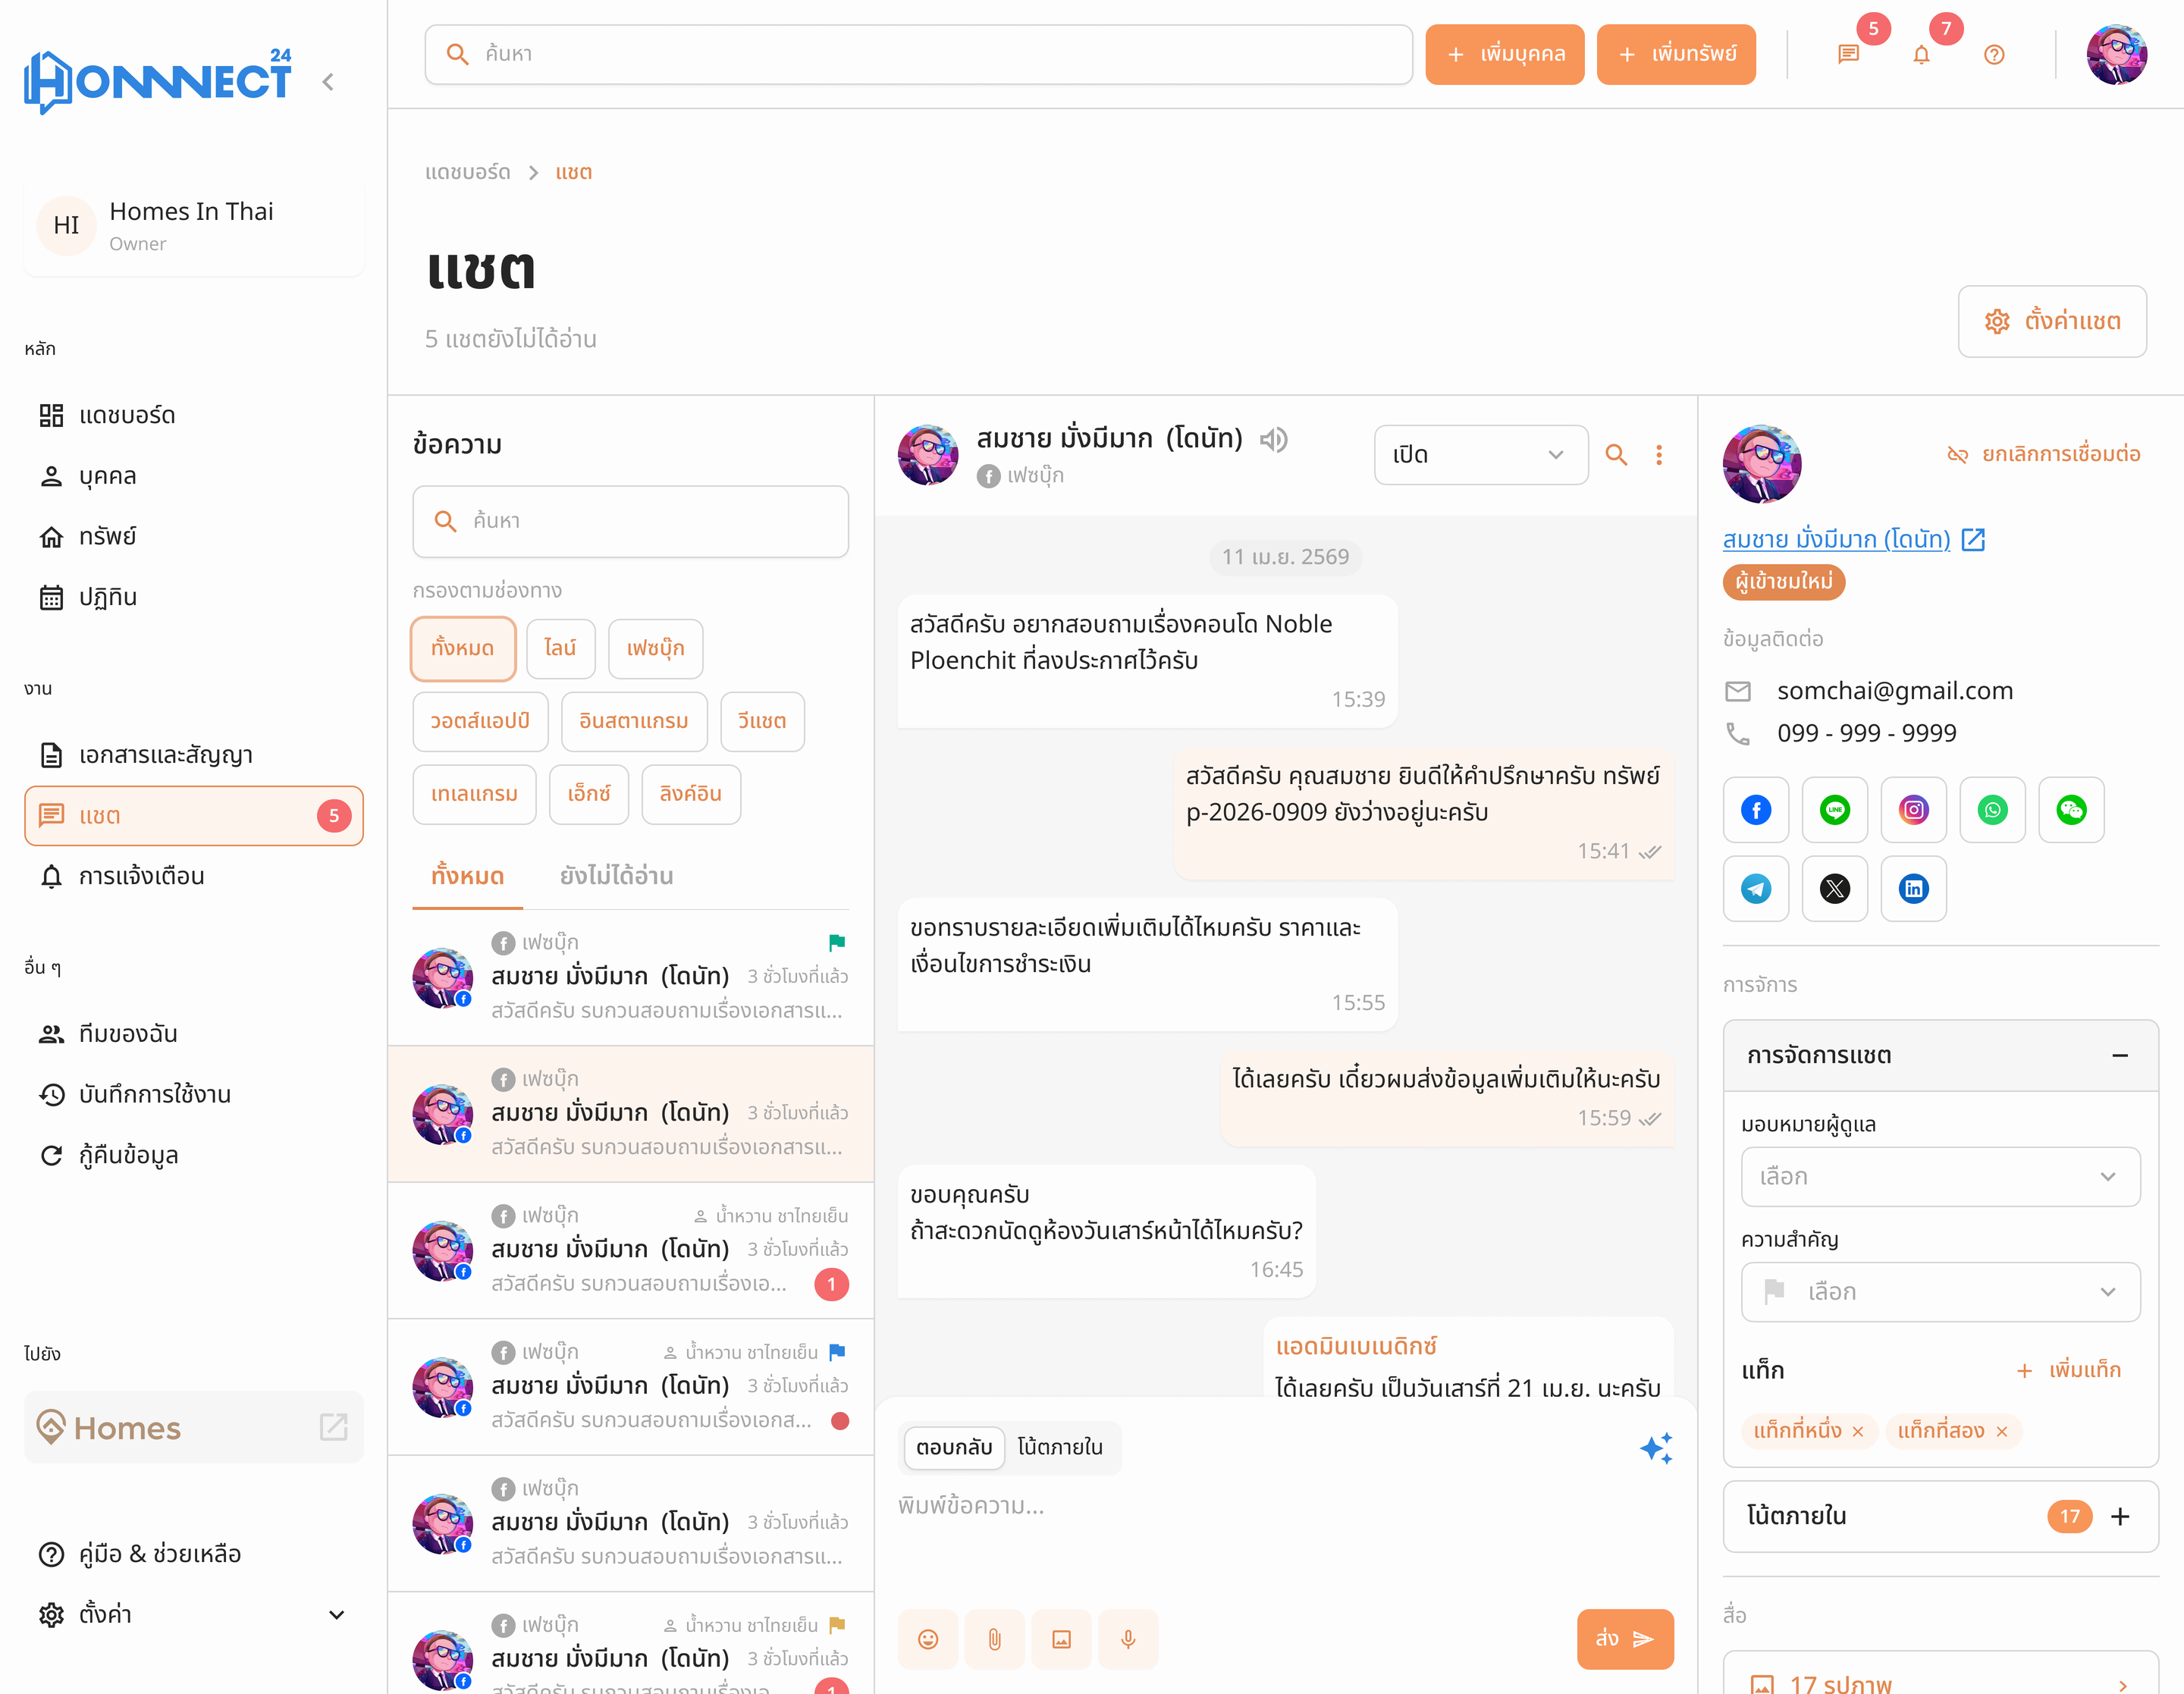 HONNNECT 24
HI
Homes In Thai
Owner
หลัก
แดชบอร์ด
บุคคล
ทรัพย์
ปฏิทิน
งาน
เอกสารและสัญญา
แชต 5
การแจ้งเตือน
อื่น ๆ
ทีมของฉัน
บันทึกการใช้งาน
กู้คืนข้อมูล
ไปยัง
Homes
คู่มือ & ช่วยเหลือ
ตั้งค่า
ค้นหา
เพิ่มบุคคล
เพิ่มทรัพย์
5
7
แดชบอร์ด > แชต
แชต
5 แชตยังไม่ได้อ่าน
ตั้งค่าแชต
ข้อความ
ค้นหา
กรองตามช่องทาง
ทั้งหมด ไลน์ เฟซบุ๊ก
วอตส์แอปป์ อินสตาแกรม วีแชต
เทเลแกรม เอ็กซ์ ลิงค์อิน
ทั้งหมด ยังไม่ได้อ่าน
เฟซบุ๊ก
สมชาย มั่งมีมาก (โดนัท) 3 ชั่วโมงที่แล้ว
สวัสดีครับ รบกวนสอบถามเรื่องเอกสารแ...
เฟซบุ๊ก
สมชาย มั่งมีมาก (โดนัท) 3 ชั่วโมงที่แล้ว
สวัสดีครับ รบกวนสอบถามเรื่องเอกสารแ...
เฟซบุ๊ก น้ำหวาน ชาไทยเย็น
สมชาย มั่งมีมาก (โดนัท) 3 ชั่วโมงที่แล้ว
สวัสดีครับ รบกวนสอบถามเรื่องเอ... 1
เฟซบุ๊ก น้ำหวาน ชาไทยเย็น
สมชาย มั่งมีมาก (โดนัท) 3 ชั่วโมงที่แล้ว
สวัสดีครับ รบกวนสอบถามเรื่องเอกส...
เฟซบุ๊ก
สมชาย มั่งมีมาก (โดนัท) 3 ชั่วโมงที่แล้ว
สวัสดีครับ รบกวนสอบถามเรื่องเอกสารแ...
เฟซบุ๊ก น้ำหวาน ชาไทยเย็น
สมชาย มั่งมีมาก (โดนัท) 3 ชั่วโมงที่แล้ว
สวัสดีครับ รบกวนสอบถามเรื่องเอ... 1
สมชาย มั่งมีมาก (โดนัท)
เฟซบุ๊ก
เปิด
11 เม.ย. 2569
สวัสดีครับ อยากสอบถามเรื่องคอนโด Noble
Ploenchit ที่ลงประกาศไว้ครับ
15:39
สวัสดีครับ คุณสมชาย ยินดีให้คำปรึกษาครับ ทรัพย์
p-2026-0909 ยังว่างอยู่นะครับ
15:41
ขอทราบรายละเอียดเพิ่มเติมได้ไหมครับ ราคาและ
เงื่อนไขการชำระเงิน
15:55
ได้เลยครับ เดี๋ยวผมส่งข้อมูลเพิ่มเติมให้นะครับ
15:59
ขอบคุณครับ
ถ้าสะดวกนัดดูห้องวันเสาร์หน้าได้ไหมครับ?
16:45
แอดมินเบเนดิกซ์
ได้เลยครับ เป็นวันเสาร์ที่ 21 เม.ย. นะครับ
ตอบกลับ โน้ตภายใน
พิมพ์ข้อความ...
ส่ง
ยกเลิกการเชื่อมต่อ
สมชาย มั่งมีมาก (โดนัท)
ผู้เข้าชมใหม่
ข้อมูลติดต่อ
somchai@gmail.com
099 - 999 - 9999
การจัการ
การจัดการแชต
มอบหมายผู้ดูแล
เลือก
ความสำคัญ
เลือก
แท็ก
เพิ่มแท็ก
แท็กที่หนึ่ง × แท็กที่สอง ×
โน้ตภายใน 17
สื่อ
17 รูปภาพ